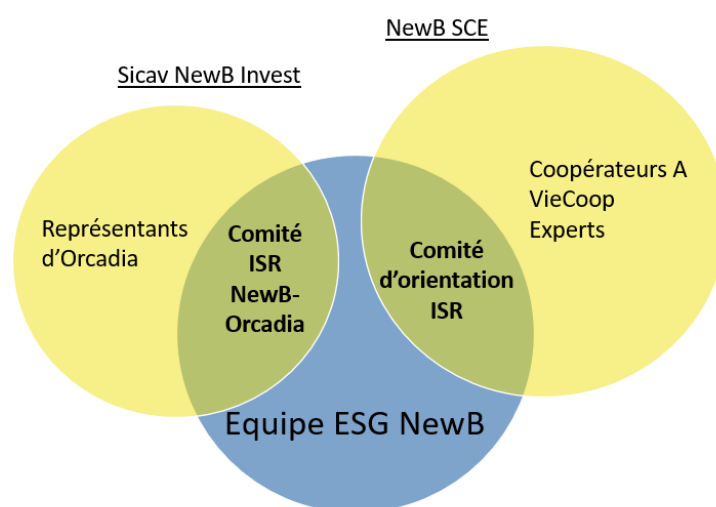 NewB SCE
Sicav NewB Invest
Représentants
d’Orcadia
Comité
ISR
NewB-
Orcadia
Comité
d’orientation
ISR
Coopérateurs A
VieCoop
Experts
Equipe ESG NewB